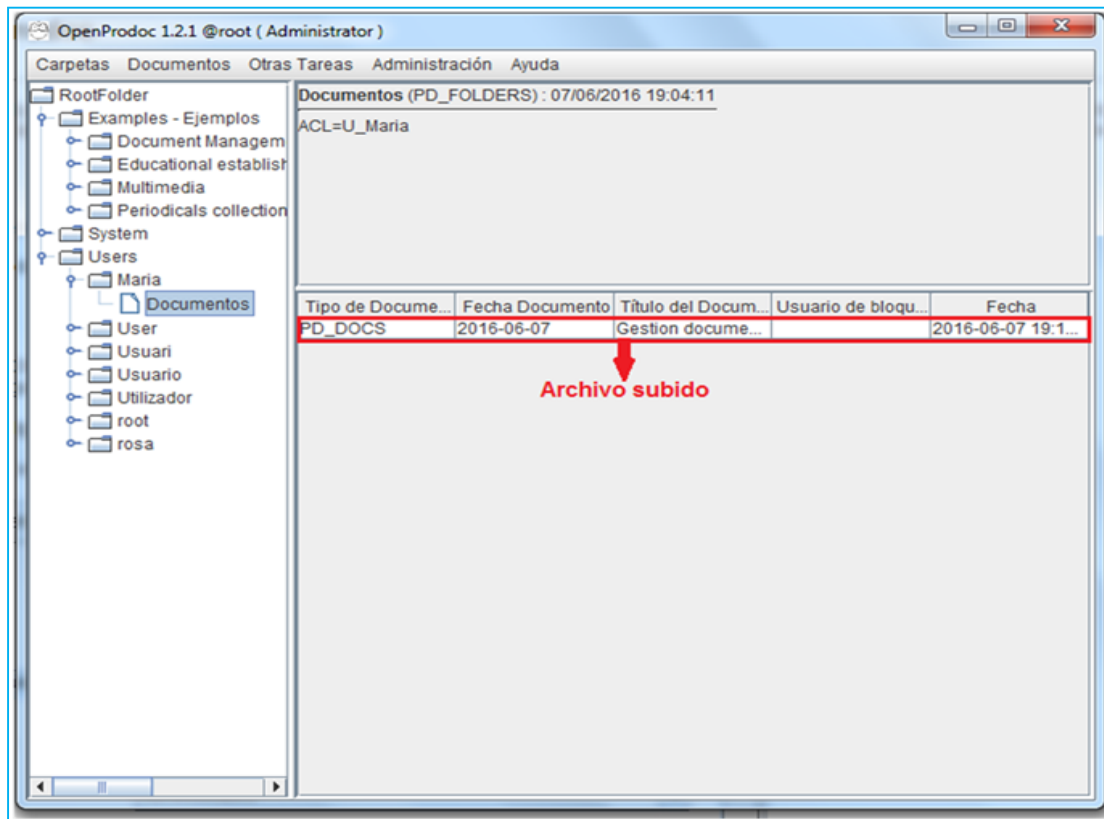 OpenProdoc 1.2.1 @root ( Administrator )
Carpetas Documentos Otras Tareas Administración Ayuda
RootFolder
Examples - Ejemplos
Document Managem
Educational establish
Multimedia
Periodicals collection
System
Users
Maria
Documentos
User
Usuari
Usuario
Utilizador
root
rosa
Documentos (PD_FOLDERS) : 07/06/2016 19:04:11
ACL=U_Maria
Tipo de Docume... Fecha Documento Título del Docum... Usuario de bloqu... Fecha
PD_DOCS 2016-06-07 Gestion docume... 2016-06-07 19:1...
Archivo subido